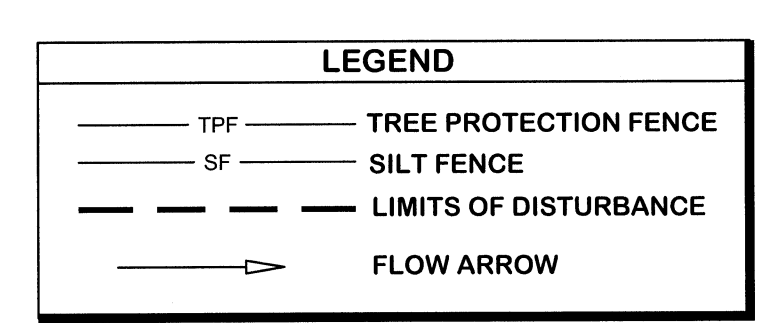 LEGEND
TPF TREE PROTECTION FENCE
SF SILT FENCE
LIMITS OF DISTURBANCE
FLOW ARROW